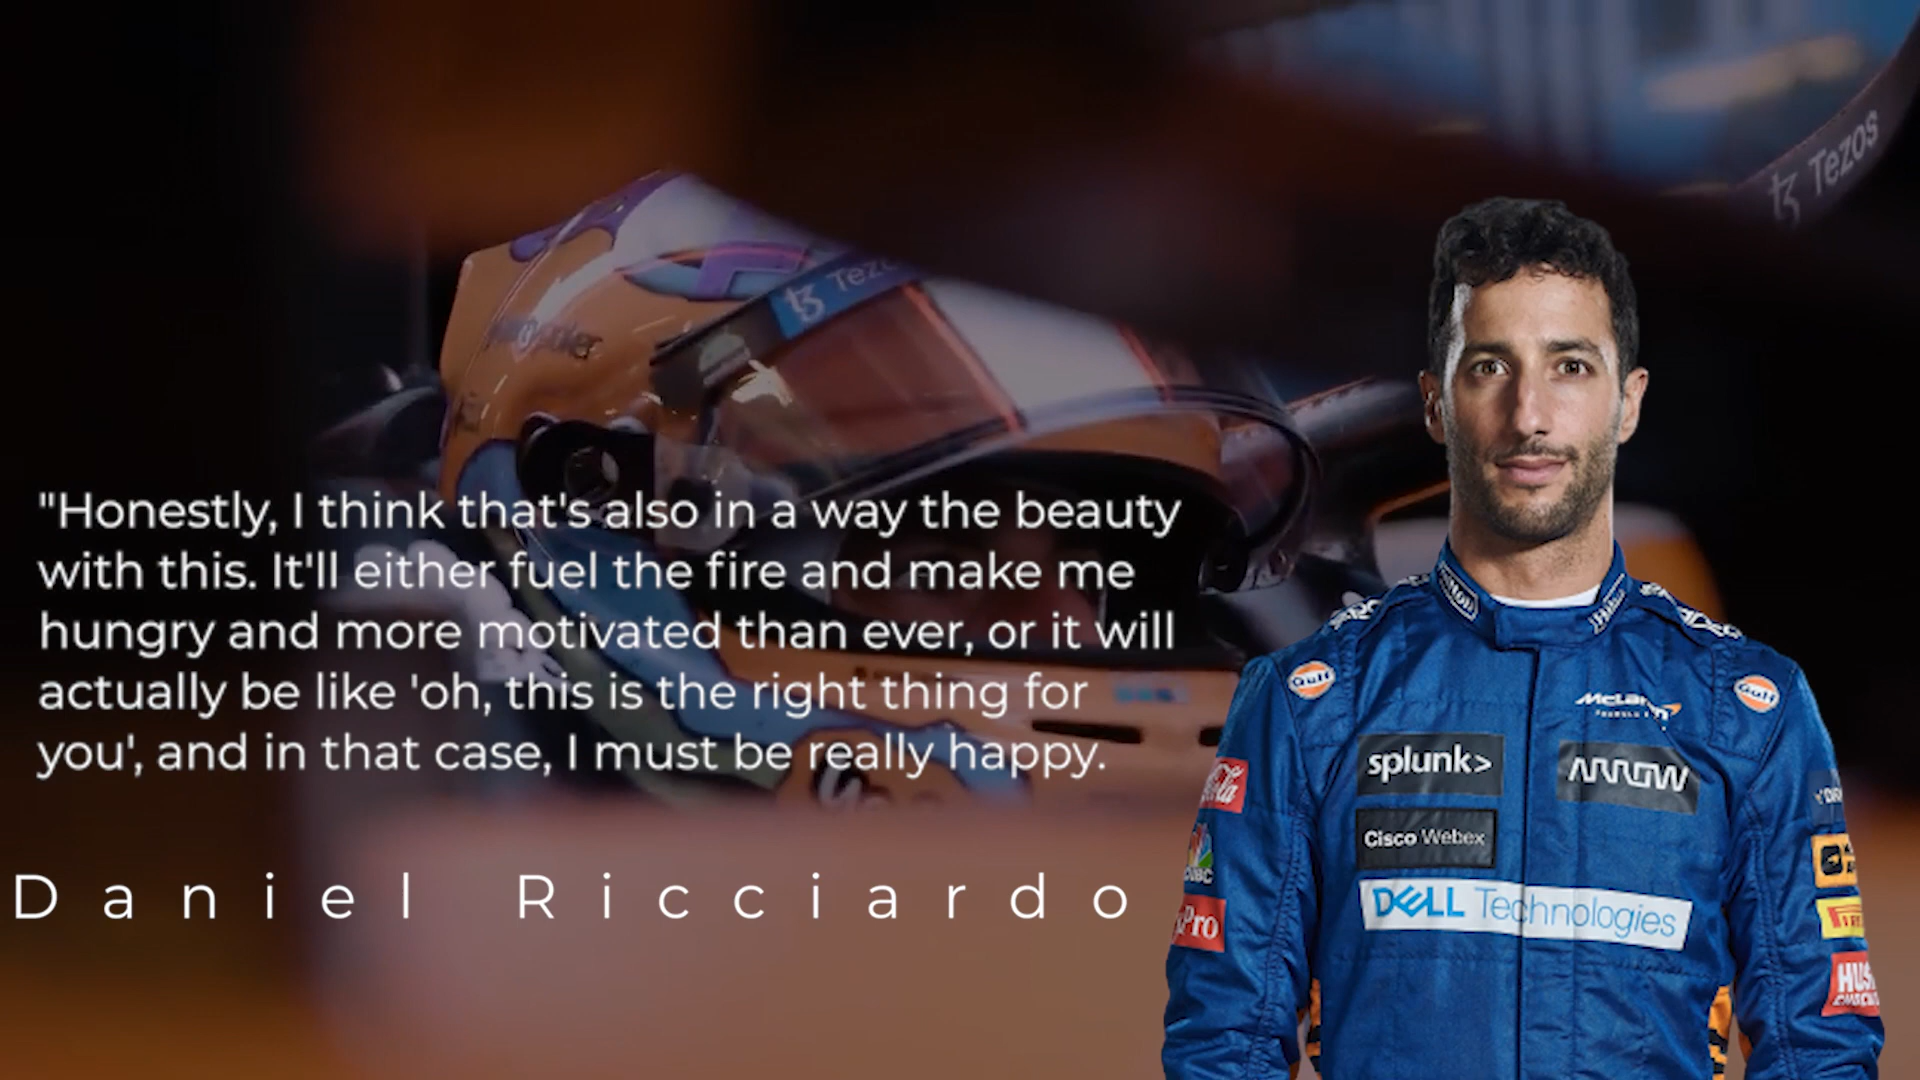 Tezos
"Honestly, I think that's also in a way the beauty
with this. It'll either fuel the fire and make me
hungry and more motivated than ever, or it will
actually be like 'oh, this is the right thing for
you', and in that case, I must be really happy.
Daniel Ricciardo
Gulf
McLaren
Gulf
splunk>
ARROW
Cisco Webex
DELL Technologies